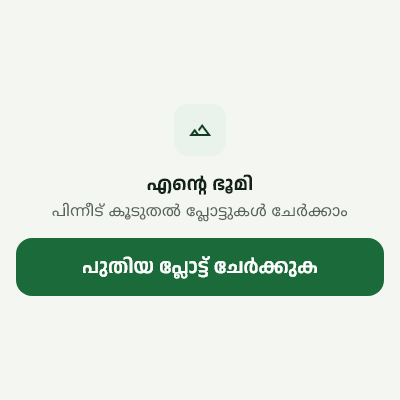 എന്റെ ഭൂമി
പിന്നീട് കൂടുതൽ പ്ലോട്ടുകൾ ചേർക്കാം
പുതിയ പ്ലോട്ട് ചേർക്കുക